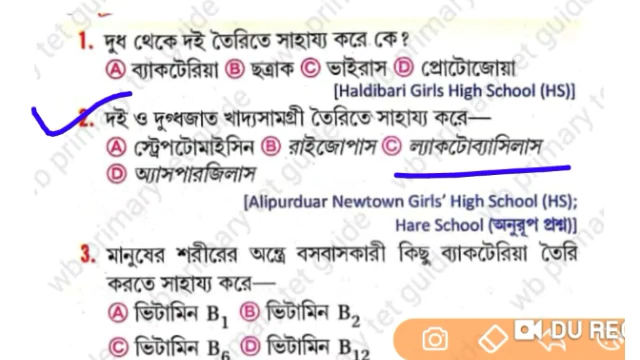 1. দুধ থেকে দই তৈরিতে সাহায্য করে কে?
Ⓐ ব্যাকটেরিয়া Ⓑ ছত্রাক Ⓒ ভাইরাস Ⓓ প্রোটোজোয়া
[Haldibari Girls High School (HS)]
2. দই ও দুগ্ধজাত খাদ্যসামগ্রী তৈরিতে সাহায্য করে—
Ⓐ স্ট্রেপটোমাইসিন Ⓑ রাইজোপাস Ⓒ ল্যাকটোব্যাসিলাস
Ⓓ অ্যাসপারজিলাস
[Alipurduar Newtown Girls' High School (HS);
Hare School (অনুরূপ প্রশ্ন)]
3. মানুষের শরীরের অন্ত্রে বসবাসকারী কিছু ব্যাকটেরিয়া তৈরি
করতে সাহায্য করে—
Ⓐ ভিটামিন B₁ Ⓑ ভিটামিন B₂
Ⓒ ভিটামিন B₆ Ⓓ ভিটামিন B₁₂
DU REC